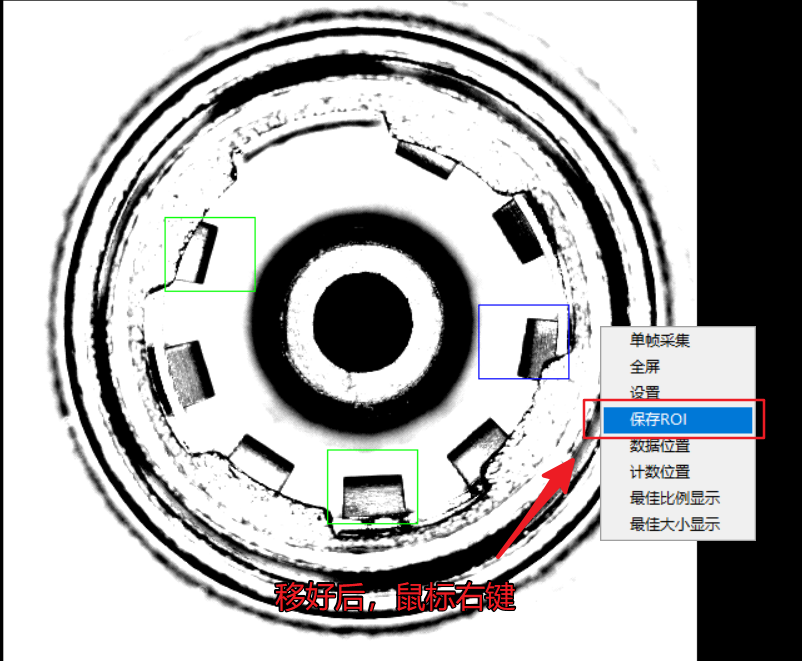 单帧采集
全屏
设置
保存ROI
数据位置
计数位置
最佳比例显示
最佳大小显示
移好后，鼠标右键